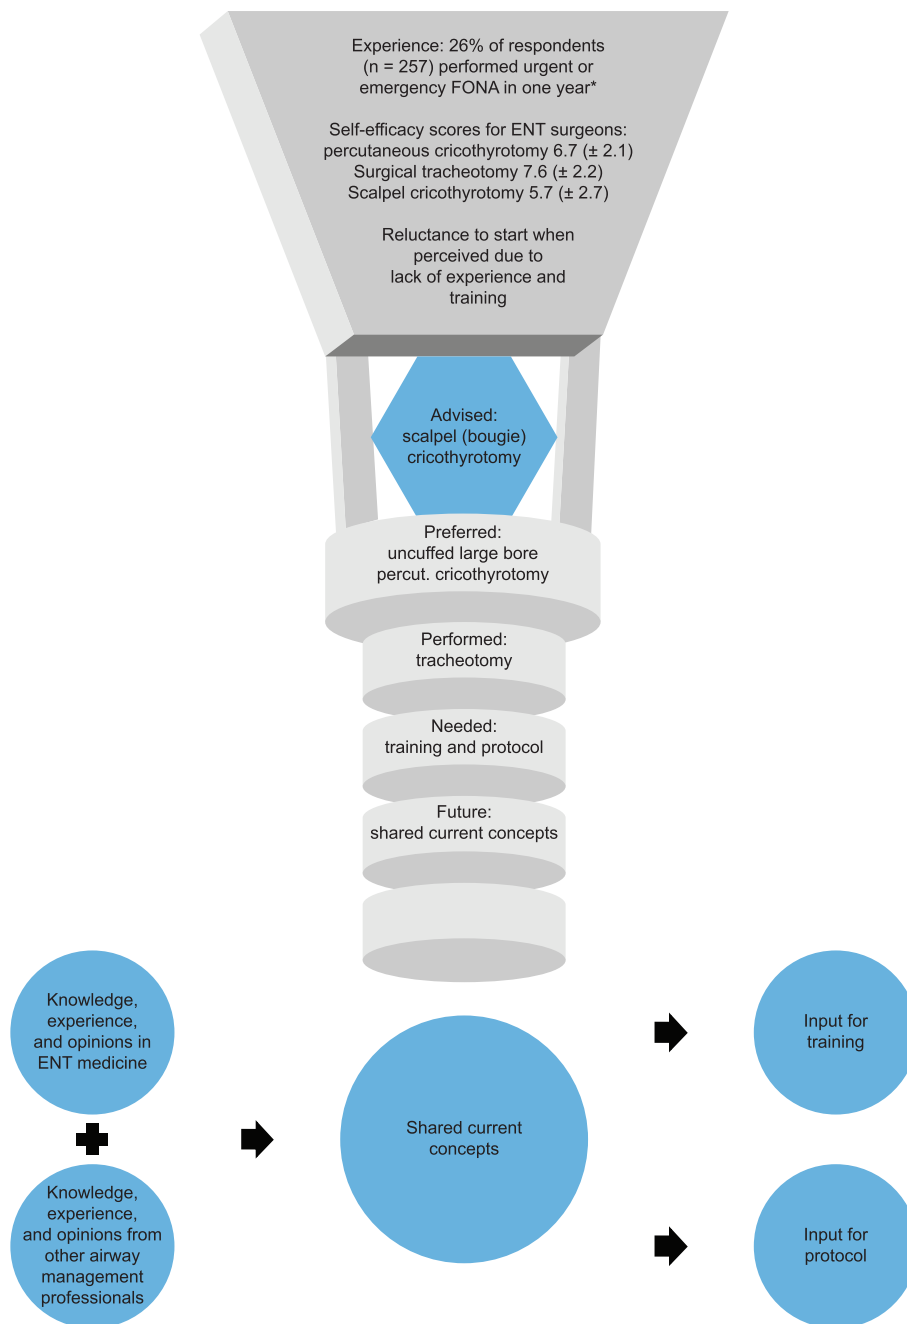 Experience: 26% of respondents
(n = 257) performed urgent or
emergency FONA in one year*
Self-efficacy scores for ENT surgeons:
percutaneous cricothyrotomy 6.7 (± 2.1)
Surgical tracheotomy 7.6 (± 2.2)
Scalpel cricothyrotomy 5.7 (± 2.7)
Reluctance to start when
perceived due to
lack of experience and
training
Advised:
scalpel (bougie)
cricothyrotomy
Preferred:
uncuffed large bore
percut. cricothyrotomy
Performed:
tracheotomy
Needed:
training and protocol
Future:
shared current concepts
Knowledge,
experience,
and opinions in
ENT medicine
Knowledge,
experience,
and opinions from
other airway
management
professionals
Shared current
concepts
Input for
training
Input for
protocol